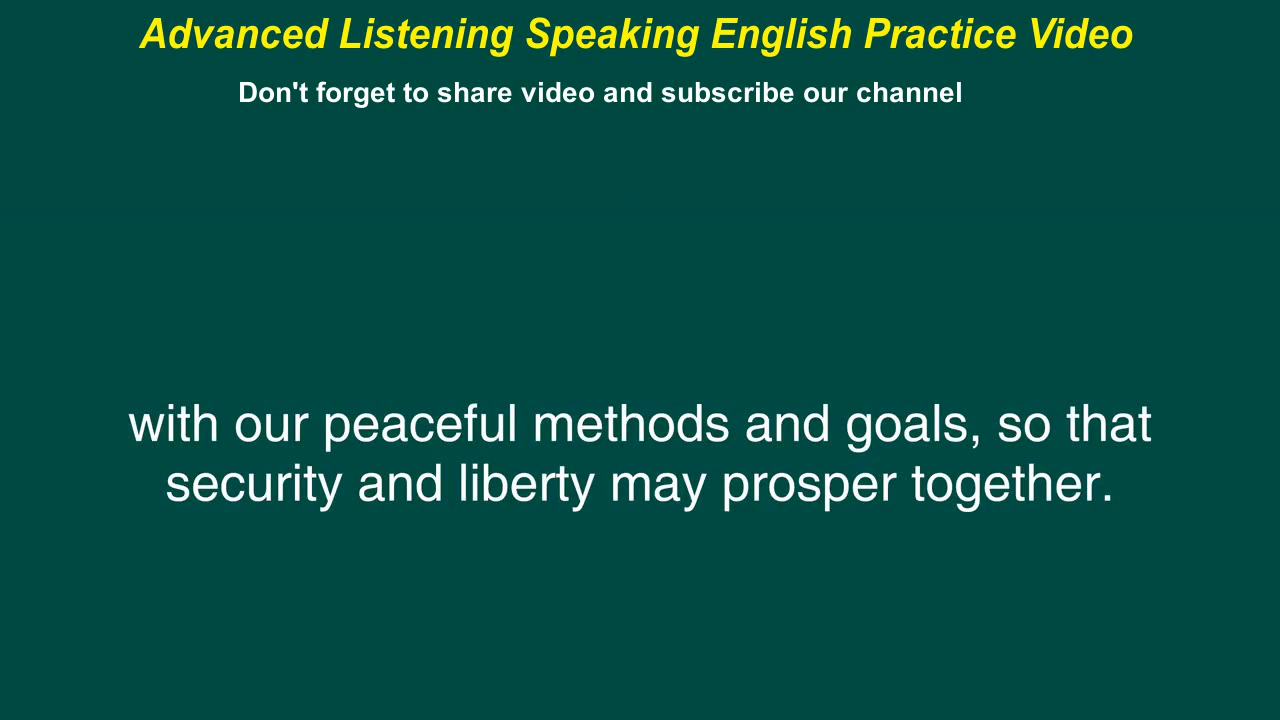 Advanced Listening Speaking English Practice Video
Don't forget to share video and subscribe our channel
with our peaceful methods and goals, so that
security and liberty may prosper together.